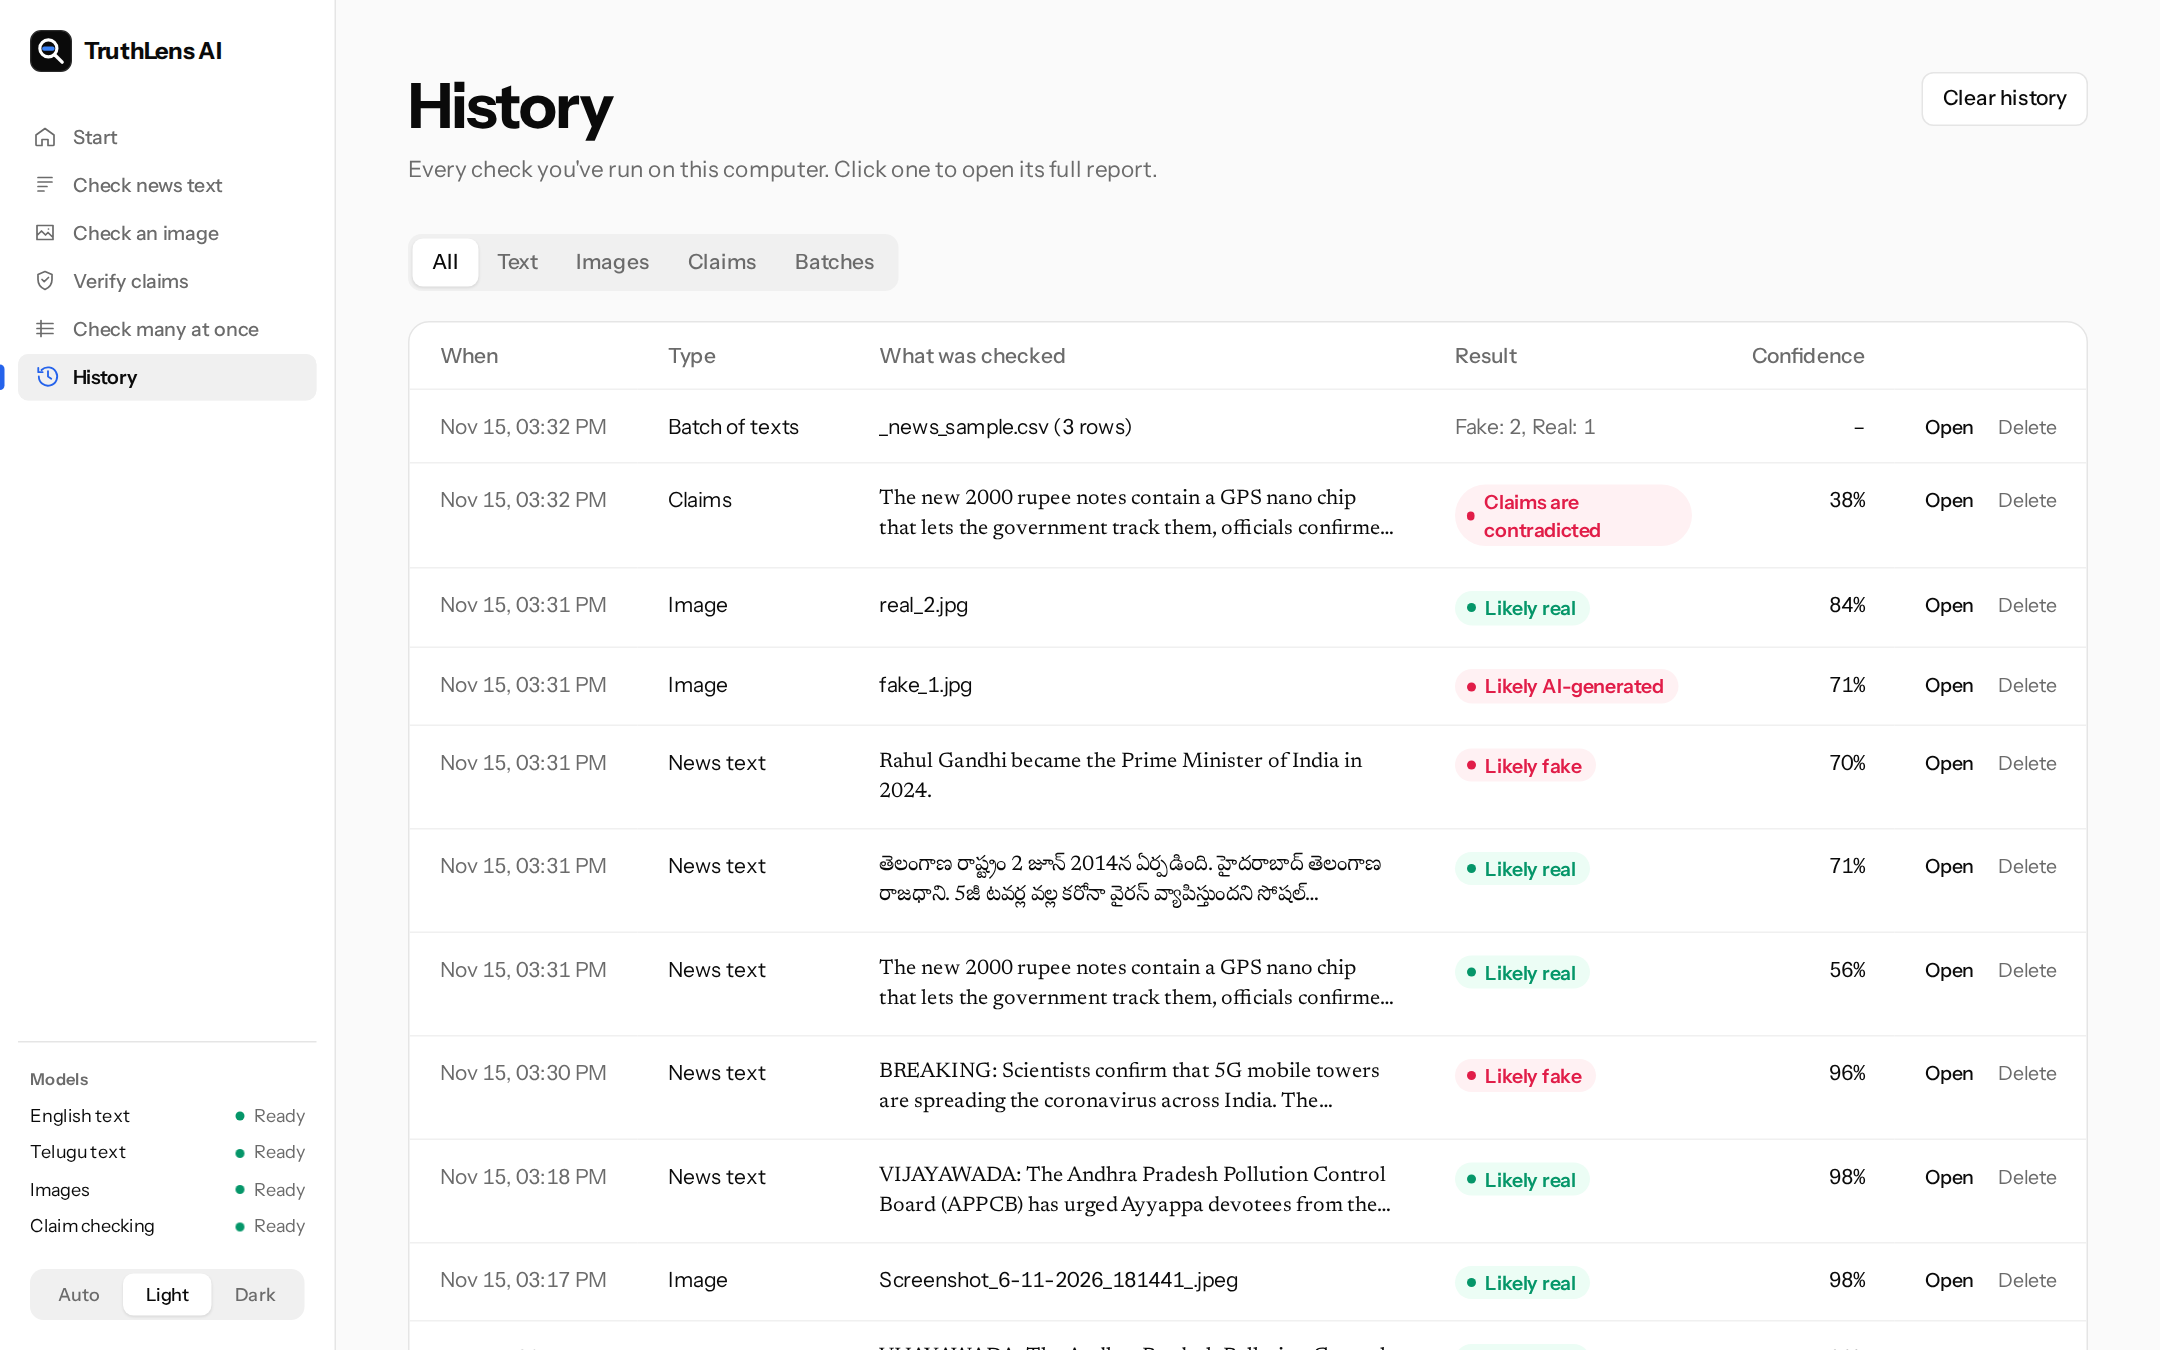 TruthLens AI
Start
Check news text
Check an image
Verify claims
Check many at once
History
Models
English text Ready
Telugu text Ready
Images Ready
Claim checking Ready
Auto Light Dark
History
Clear history
Every check you've run on this computer. Click one to open its full report.
All Text Images Claims Batches
When Type What was checked Result Confidence
Nov 15, 03:32 PM Batch of texts _news_sample.csv (3 rows) Fake: 2, Real: 1 – Open Delete
Nov 15, 03:32 PM Claims The new 2000 rupee notes contain a GPS nano chip Claims are 38% Open Delete
that lets the government track them, officials confirme... contradicted
Nov 15, 03:31 PM Image real_2.jpg Likely real 84% Open Delete
Nov 15, 03:31 PM Image fake_1.jpg Likely AI-generated 71% Open Delete
Nov 15, 03:31 PM News text Rahul Gandhi became the Prime Minister of India in Likely fake 70% Open Delete
2024.
Nov 15, 03:31 PM News text తెలంగాణ రాష్ట్రం 2 జూన్ 2014న ఏర్పడింది. హైదరాబాద్ తెలంగాణ Likely real 71% Open Delete
రాజధాని. 5జీ టవర్ల వల్ల కరోనా వైరస్ వ్యాపిస్తుందని సోషల్...
Nov 15, 03:31 PM News text The new 2000 rupee notes contain a GPS nano chip Likely real 56% Open Delete
that lets the government track them, officials confirme...
Nov 15, 03:30 PM News text BREAKING: Scientists confirm that 5G mobile towers Likely fake 96% Open Delete
are spreading the coronavirus across India. The...
Nov 15, 03:18 PM News text VIJAYAWADA: The Andhra Pradesh Pollution Control Likely real 98% Open Delete
Board (APPCB) has urged Ayyappa devotees from the...
Nov 15, 03:17 PM Image Screenshot_6-11-2026_181441_.jpeg Likely real 98% Open Delete